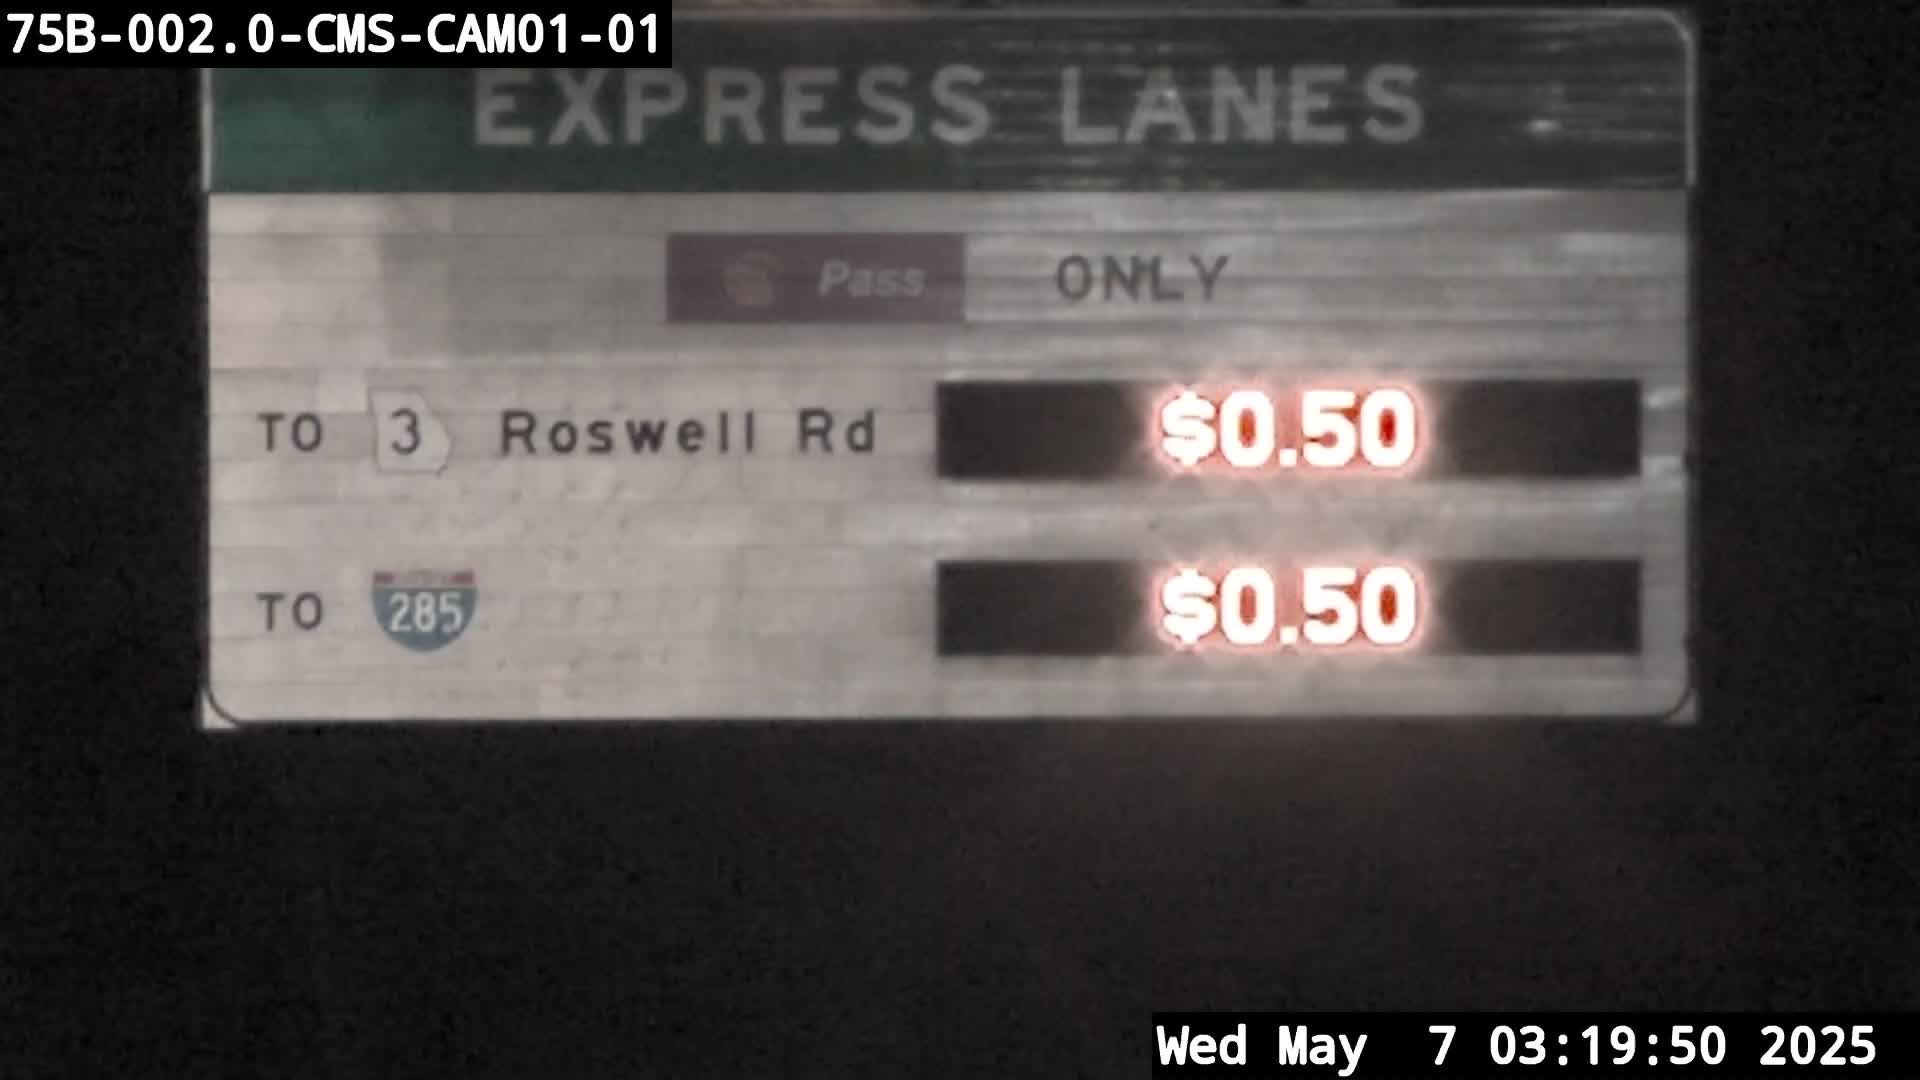 75B-002.0-CMS-CAM01-01
EXPRESS LANES
Pass ONLY
TO 3 Roswell Rd $0.50
TO 285 $0.50
Wed May 7 03:19:50 2025